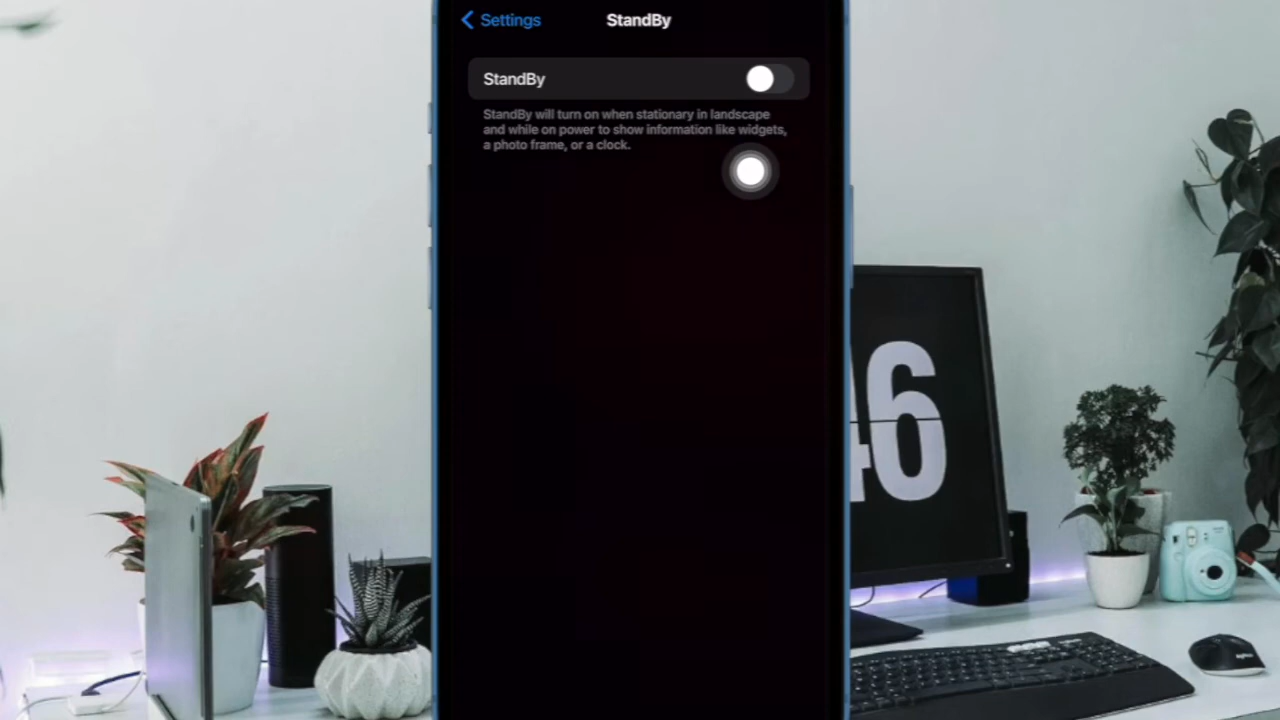 Settings
StandBy
StandBy
StandBy will turn on when stationary in landscape
and while on power to show information like widgets,
a photo frame, or a clock.
46